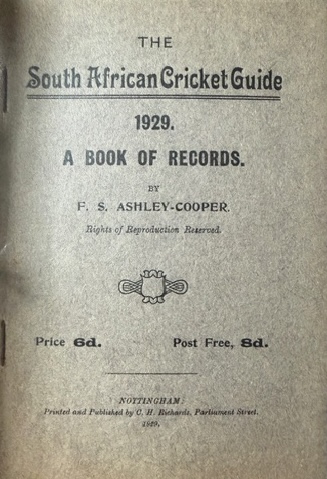 THE
South African Cricket Guide
1929.
A BOOK OF RECORDS.
BY
F. S. ASHLEY-COOPER.
Rights of Reproduction Reserved.
Price 6d. Post Free, 8d.
NOTTINGHAM:
Printed and Published by C. H. Richards, Parliament Street.
1929.